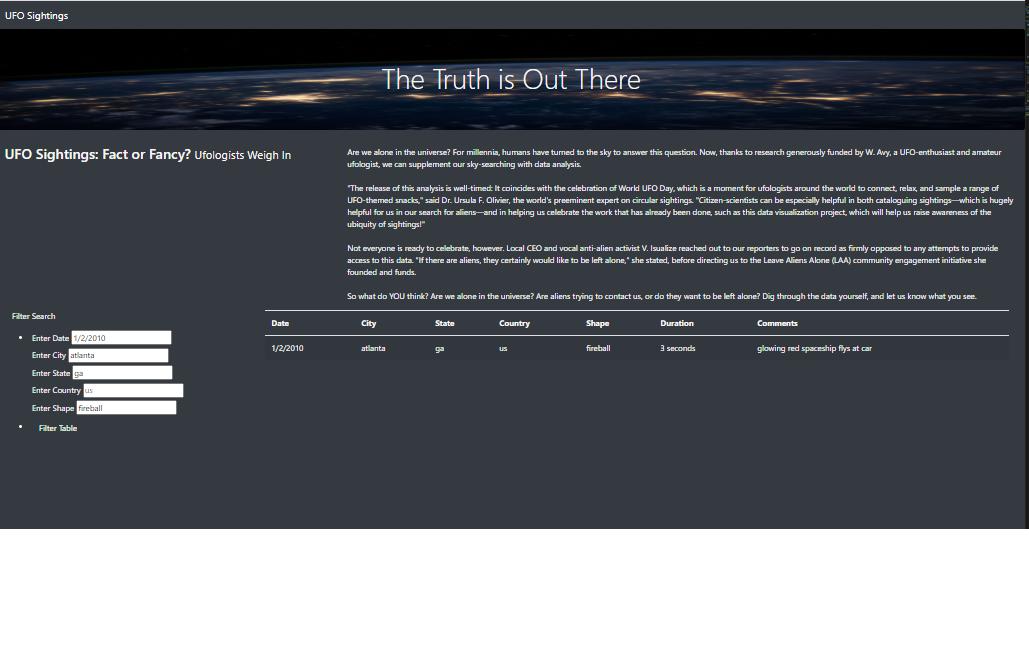 UFO Sightings
The Truth is Out There
UFO Sightings: Fact or Fancy? Ufologists Weigh In
Are we alone in the universe? For millennia, humans have turned to the sky to answer this question. Now, thanks to research generously funded by W. Avy, a UFO-enthusiast and amateur
ufologist, we can supplement our sky-searching with data analysis.
"The release of this analysis is well-timed: It coincides with the celebration of World UFO Day, which is a moment for ufologists around the world to connect, relax, and sample a range of
UFO-themed snacks," said Dr. Ursula F. Olivier, the world's preeminent expert on circular sightings. "Citizen-scientists can be especially helpful in both cataloguing sightings—which is hugely
helpful for us in our search for aliens—and in helping us celebrate the work that has already been done, such as this data visualization project, which will help us raise awareness of the
ubiquity of sightings!"
Not everyone is ready to celebrate, however. Local CEO and vocal anti-alien activist V. Isualize reached out to our reporters to go on record as firmly opposed to any attempts to provide
access to this data. "If there are aliens, they certainly would like to be left alone," she stated, before directing us to the Leave Aliens Alone (LAA) community engagement initiative she
founded and funds.
So what do YOU think? Are we alone in the universe? Are aliens trying to contact us, or do they want to be left alone? Dig through the data yourself, and let us know what you see.
Filter Search
Enter Date 1/2/2010
Enter City atlanta
Enter State ga
Enter Country us
Enter Shape fireball
Filter Table
Date City State Country Shape Duration Comments
1/2/2010 atlanta ga us fireball 3 seconds glowing red spaceship flys at car